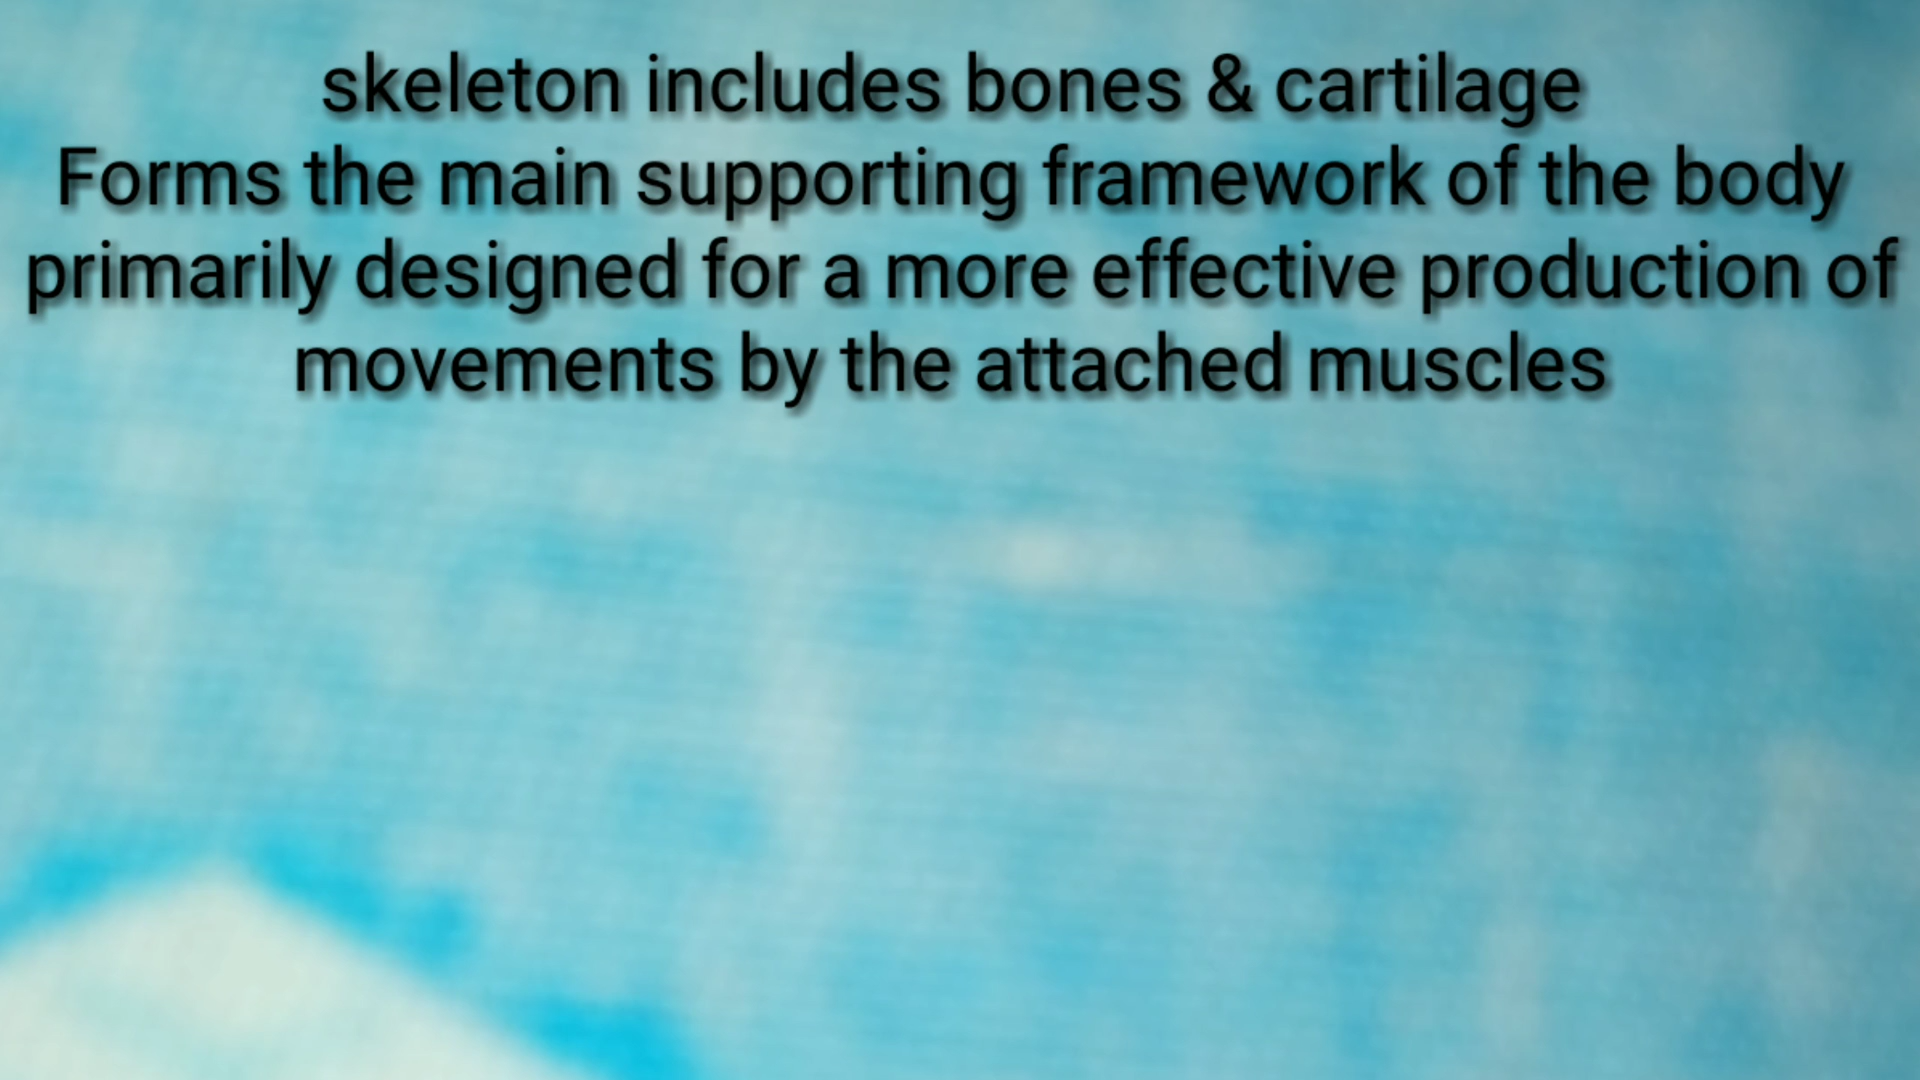 skeleton includes bones & cartilage
Forms the main supporting framework of the body
primarily designed for a more effective production of
movements by the attached muscles